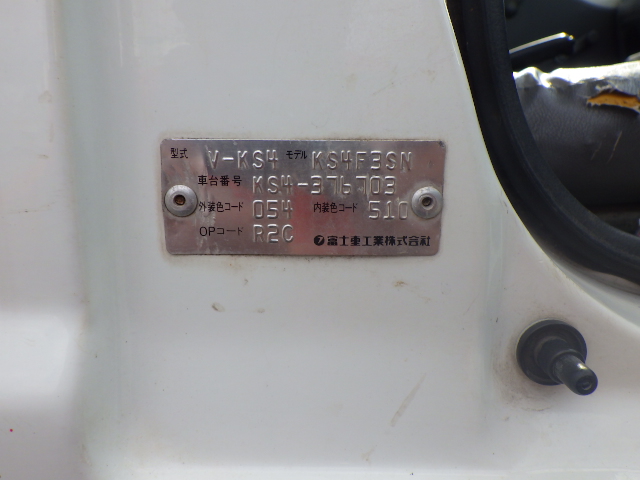 型式 V-KS4 モデル KS4F3SN
車台番号 KS4-376703
外装色コード 054 内装色コード 510
OPコード R2C 富士重工業株式会社